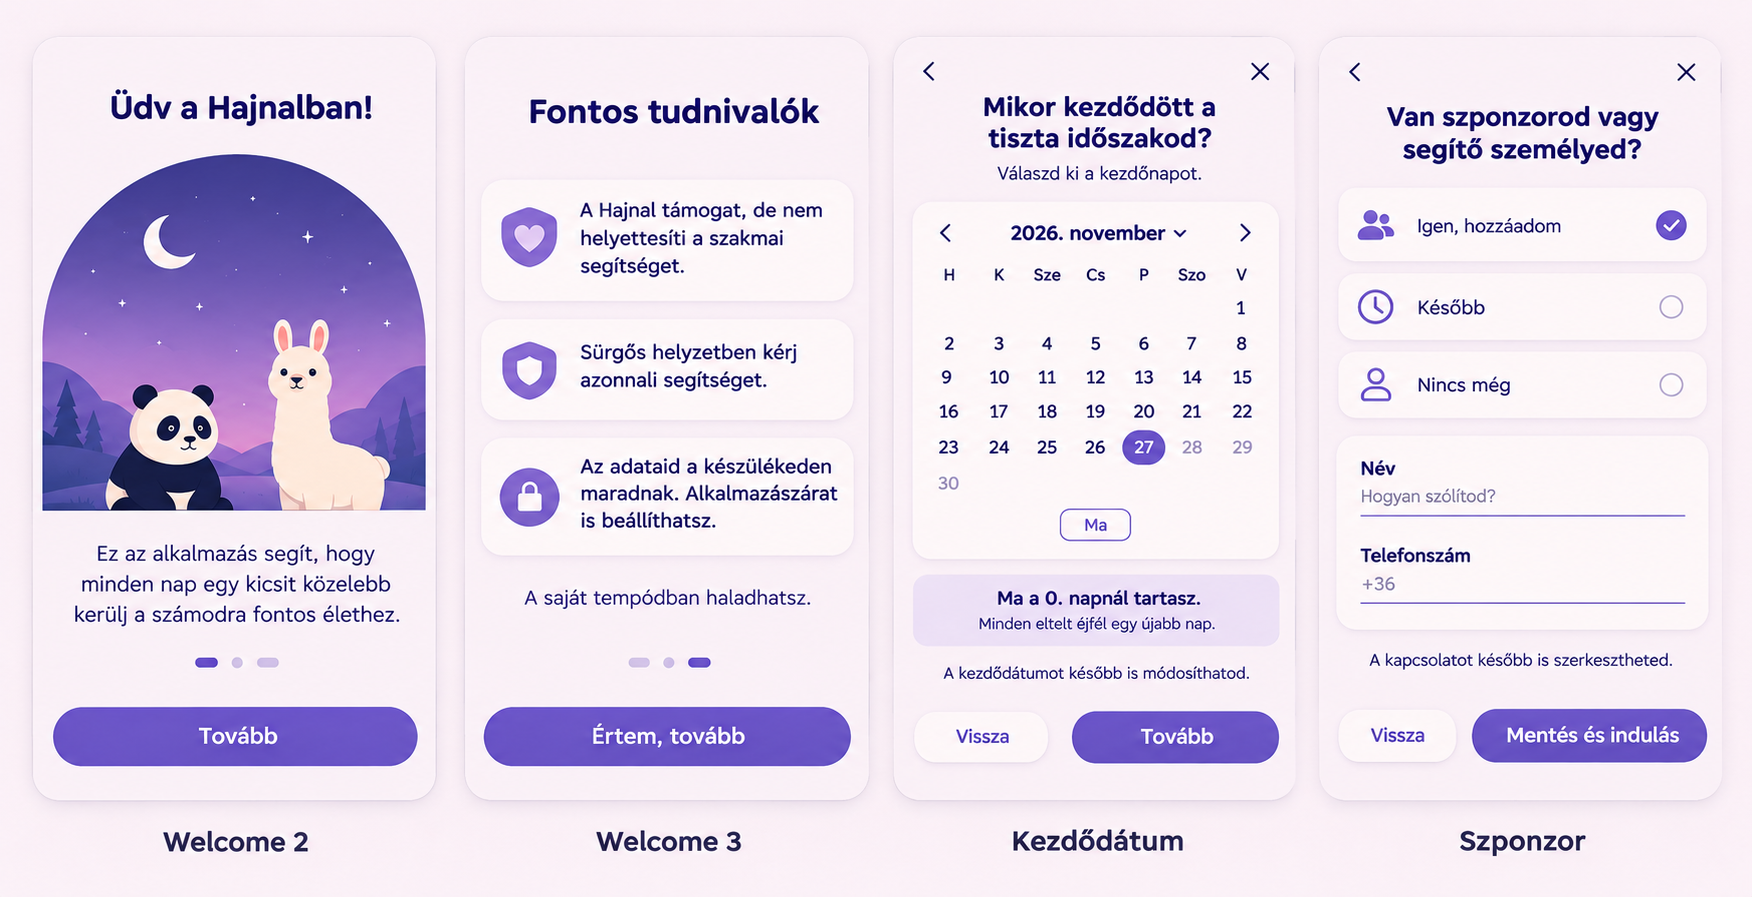 Üdv a Hajnalban!
Ez az alkalmazás segít, hogy
minden nap egy kicsit közelebb
kerülj a számodra fontos élethez.
Tovább
Welcome 2
Fontos tudnivalók
A Hajnal támogat, de nem
helyettesíti a szakmai
segítséget.
Sürgős helyzetben kérj
azonnali segítséget.
Az adataid a készülékeden
maradnak. Alkalmazászárat
is beállíthatsz.
A saját tempódban haladhatsz.
Értem, tovább
Welcome 3
Mikor kezdődött a
tiszta időszakod?
Válaszd ki a kezdőnapot.
2026. november
H K Sze Cs P Szo V
1
2 3 4 5 6 7 8
9 10 11 12 13 14 15
16 17 18 19 20 21 22
23 24 25 26 27 28 29
30
Ma
Ma a 0. napnál tartasz.
Minden eltelt éjfél egy újabb nap.
A kezdődátumot később is módosíthatod.
Vissza Tovább
Kezdődátum
Van szponzorod vagy
segítő személyed?
Igen, hozzáadom
Később
Nincs még
Név
Hogyan szólítod?
Telefonszám
+36
A kapcsolatot később is szerkesztheted.
Vissza Mentés és indulás
Szponzor